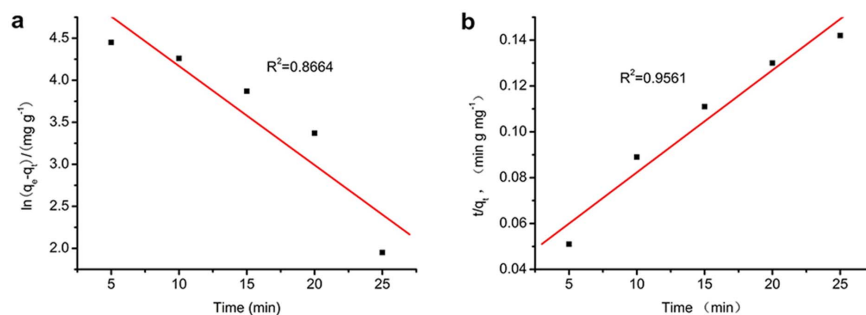 a
ln(qe-qt)/(mg g-1)
4.5
4.0
3.5
3.0
2.5
2.0
R2=0.8664
5
10
15
20
25
Time (min)
b
t/qt，（min g mg-1）
0.14
0.12
0.10
0.08
0.06
0.04
R2=0.9561
5
10
15
20
25
Time （min）